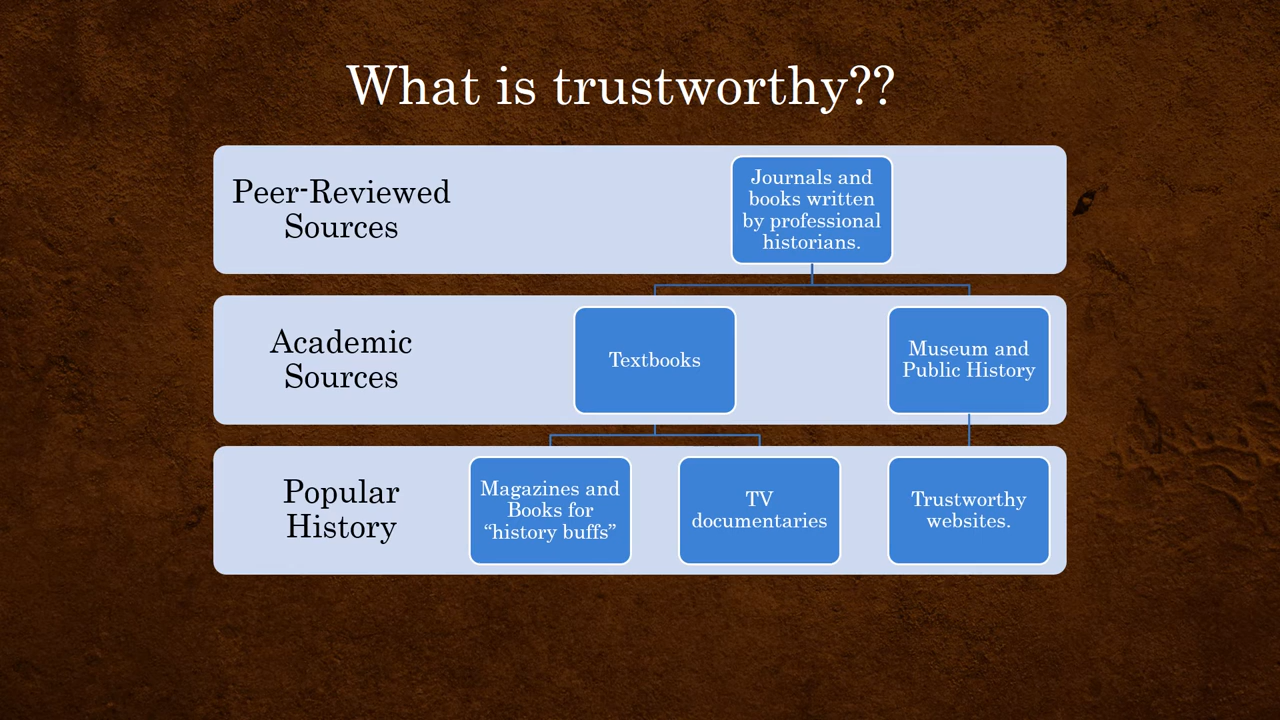 What is trustworthy??
Peer-Reviewed
Sources
Journals and
books written
by professional
historians.
Academic
Sources
Textbooks
Museum and
Public History
Popular
History
Magazines and
Books for
“history buffs”
TV
documentaries
Trustworthy
websites.